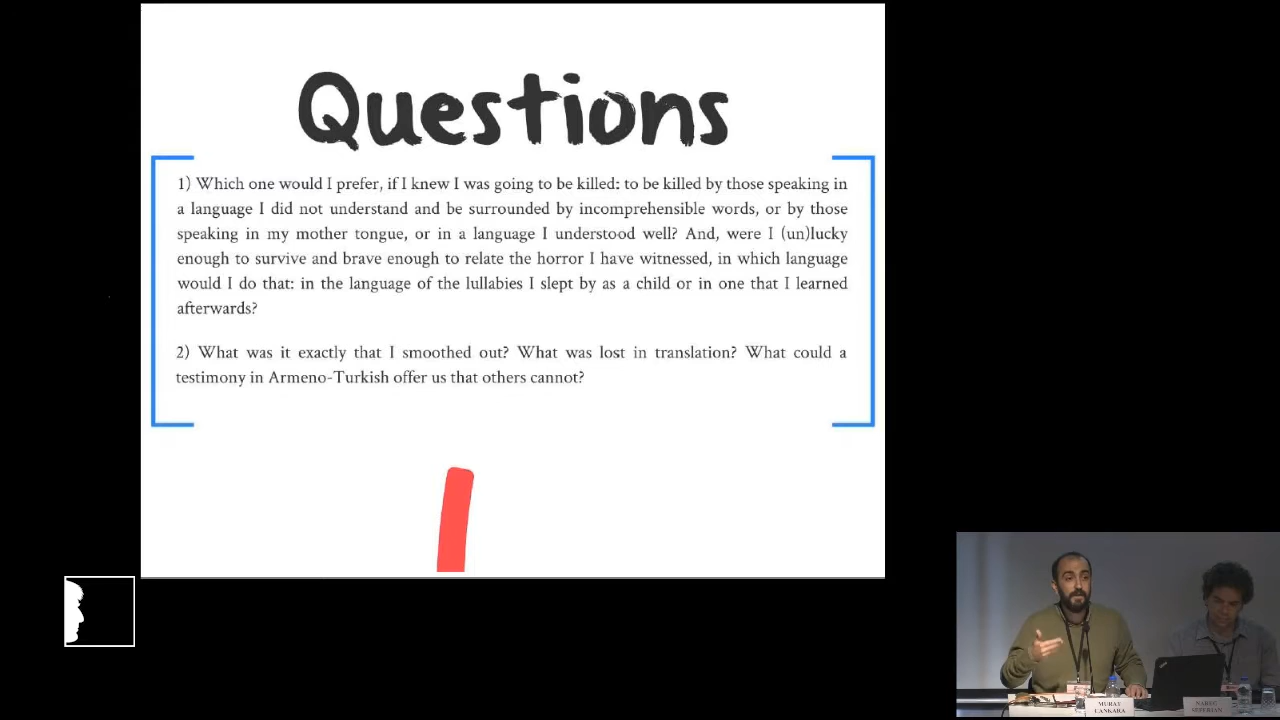 Questions
1) Which one would I prefer, if I knew I was going to be killed: to be killed by those speaking in
a language I did not understand and be surrounded by incomprehensible words, or by those
speaking in my mother tongue, or in a language I understood well? And, were I (un)lucky
enough to survive and brave enough to relate the horror I have witnessed, in which language
would I do that: in the language of the lullabies I slept by as a child or in one that I learned
afterwards?
2) What was it exactly that I smoothed out? What was lost in translation? What could a
testimony in Armeno-Turkish offer us that others cannot?
MURAT
CANKARA
NAREG
SEFERIAN